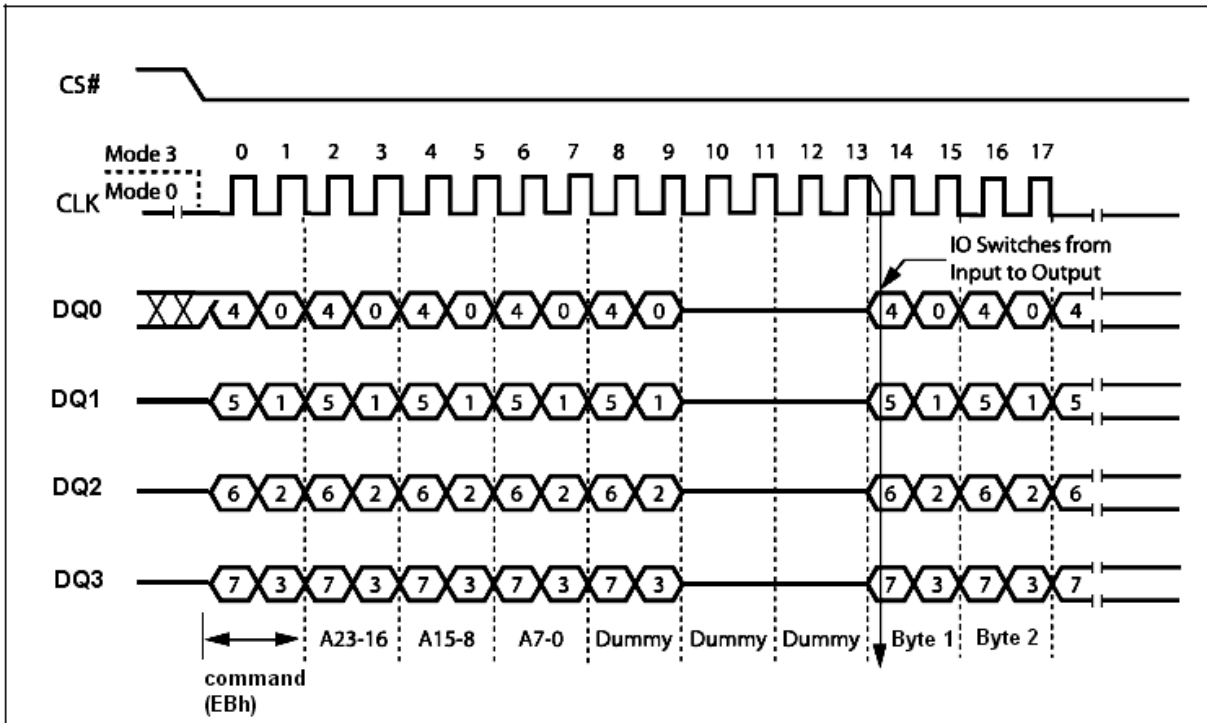 CS#
Mode 3
0 1 2 3 4 5 6 7 8 9 10 11 12 13 14 15 16 17
Mode 0
CLK
IO Switches from
Input to Output
DQ0
4 0 4 0 4 0 4 0 4 0 4 0 4 0 4
DQ1
5 1 5 1 5 1 5 1 5 1 5 1 5 1 5
DQ2
6 2 6 2 6 2 6 2 6 2 6 2 6 2 6
DQ3
7 3 7 3 7 3 7 3 7 3 7 3 7 3 7
A23-16 A15-8 A7-0 Dummy Dummy Dummy Byte 1 Byte 2
command
(EBh)